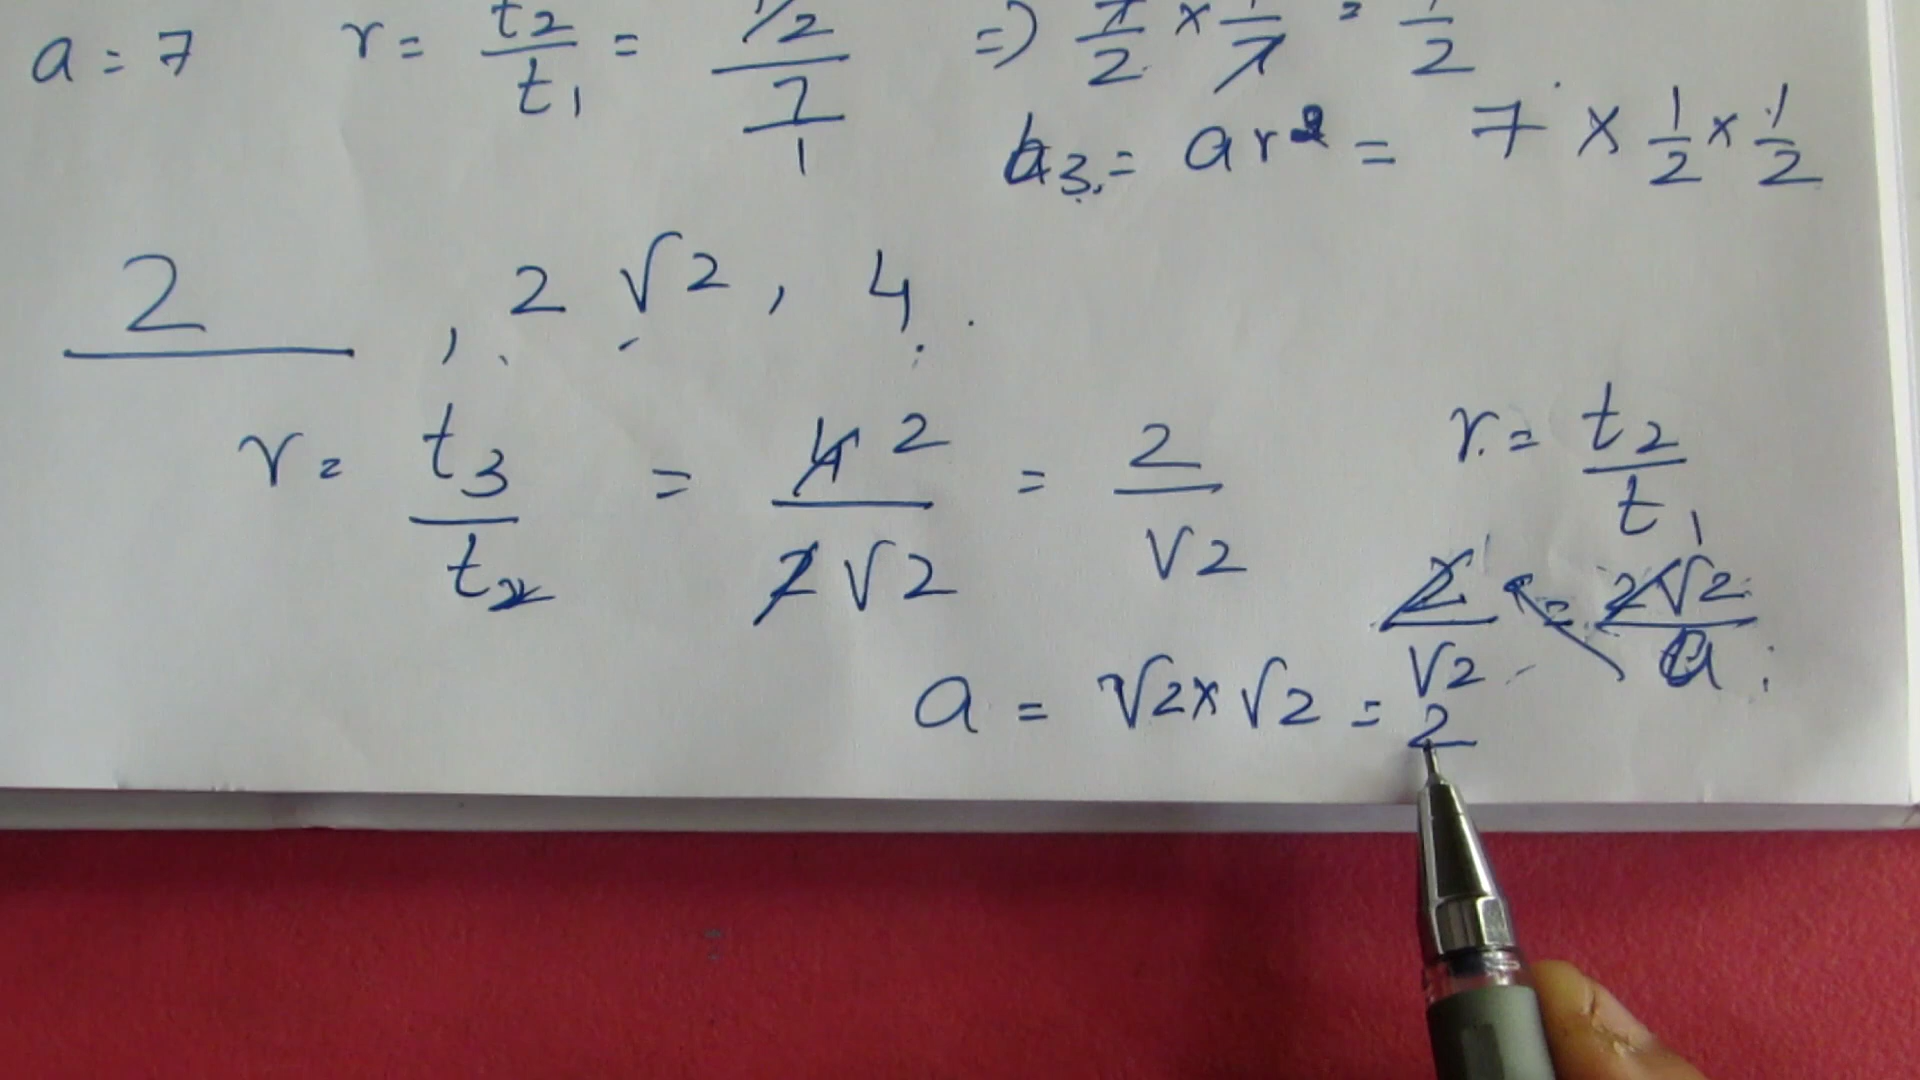 a = 7 r = t2/t1 = 7/2 / 7/1 => 7/2 × 1/7 = 1/2
t3 = ar² = 7 × 1/2 × 1/2
2 , 2√2, 4.
r = t3/t2 = 4 2/2√2 = 2/√2 r = t2/t1
2/√2 = 2√2/a
a = √2 × √2 = 2